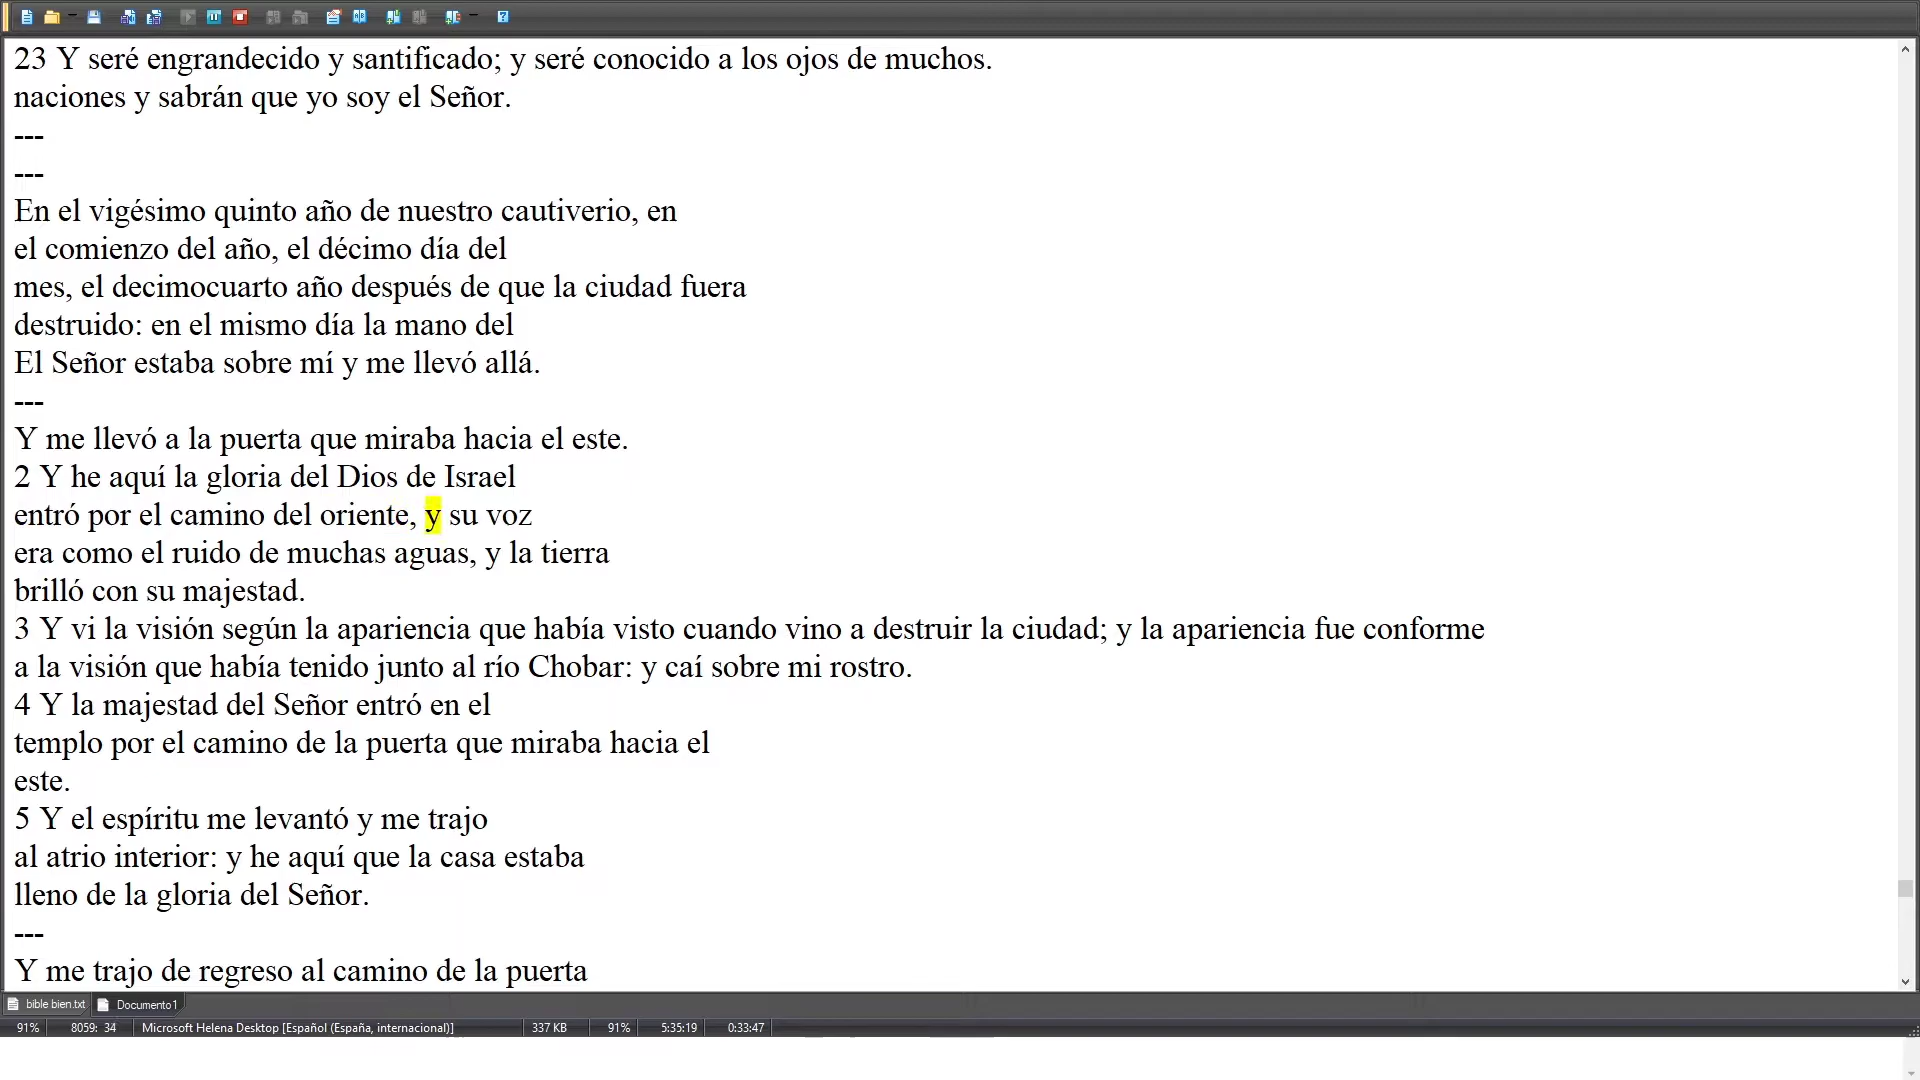 23 Y seré engrandecido y santificado; y seré conocido a los ojos de muchos.
naciones y sabrán que yo soy el Señor.
---
---
En el vigésimo quinto año de nuestro cautiverio, en
el comienzo del año, el décimo día del
mes, el decimocuarto año después de que la ciudad fuera
destruido: en el mismo día la mano del
El Señor estaba sobre mí y me llevó allá.
---
Y me llevó a la puerta que miraba hacia el este.
2 Y he aquí la gloria del Dios de Israel
entró por el camino del oriente, y su voz
era como el ruido de muchas aguas, y la tierra
brilló con su majestad.
3 Y vi la visión según la apariencia que había visto cuando vino a destruir la ciudad; y la apariencia fue conforme
a la visión que había tenido junto al río Chobar: y caí sobre mi rostro.
4 Y la majestad del Señor entró en el
templo por el camino de la puerta que miraba hacia el
este.
5 Y el espíritu me levantó y me trajo
al atrio interior: y he aquí que la casa estaba
lleno de la gloria del Señor.
---
Y me trajo de regreso al camino de la puerta
bible bien.txt Documento1
91% 8059: 34 Microsoft Helena Desktop [Español (España, internacional)] 337 KB 91% 5:35:19 0:33:47